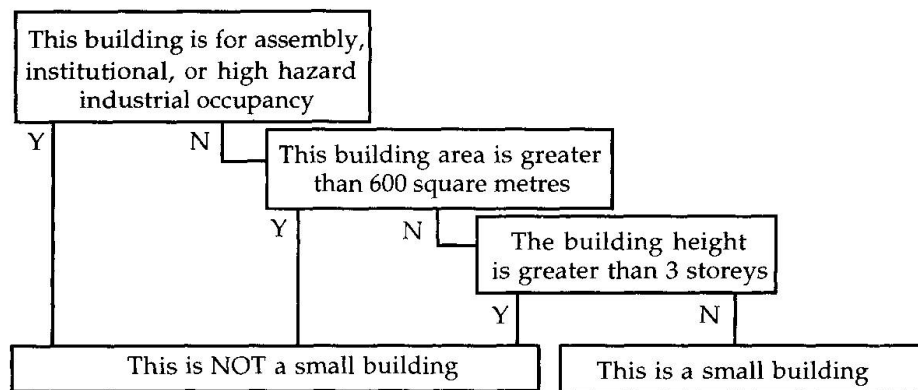 This building is for assembly,
institutional, or high hazard
industrial occupancy
Y
N
This building area is greater
than 600 square metres
Y
N
The building height
is greater than 3 storeys
Y
N
This is NOT a small building
This is a small building